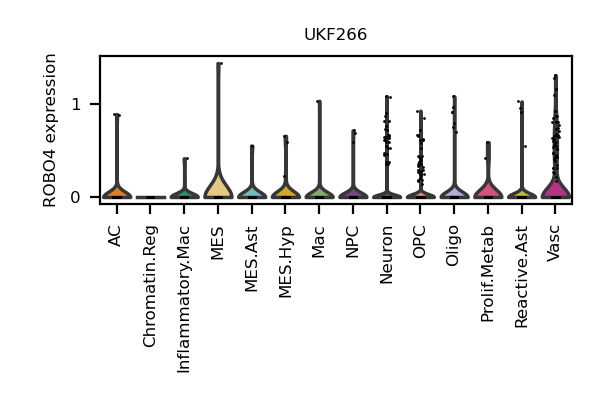 UKF266
ROBO4 expression
1
0
AC
Chromatin.Reg
Inflammatory.Mac
MES
MES.Ast
MES.Hyp
Mac
NPC
Neuron
OPC
Oligo
Prolif.Metab
Reactive.Ast
Vasc